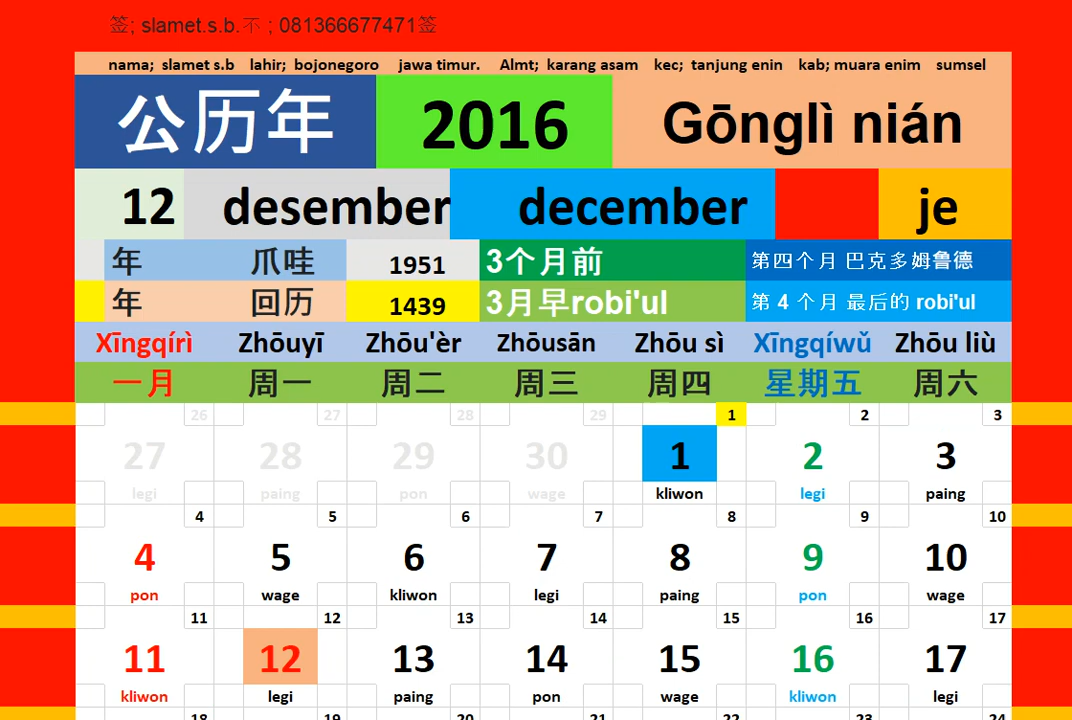 签; slamet.s.b.不 ; 081366677471签
nama; slamet s.b lahir; bojonegoro jawa timur. Almt; karang asam kec; tanjung enin kab; muara enim sumsel
公历年 2016 Gōnglì nián
12 desember december je
年 爪哇 1951 3个月前 第四个月 巴克多姆鲁德
年 回历 1439 3月早robi'ul 第 4 个月 最后的 robi'ul
Xīngqírì Zhōuyī Zhōu'èr Zhōusān Zhōu sì Xīngqíwǔ Zhōu liù
一月 周一 周二 周三 周四 星期五 周六
26 27 28 29 1 2 3
27 28 29 30 1 2 3
legi paing pon wage kliwon legi paing
4 5 6 7 8 9 10
4 5 6 7 8 9 10
pon wage kliwon legi paing pon wage
11 12 13 14 15 16 17
11 12 13 14 15 16 17
kliwon legi paing pon wage kliwon legi
18 19 20 21 22 23 24